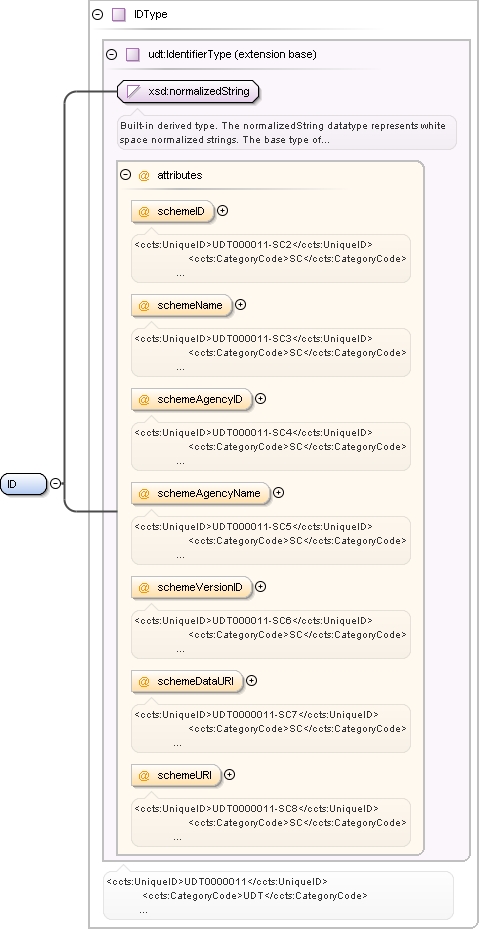 IDType
udt:IdentifierType (extension base)
xsd:normalizedString
Built-in derived type. The normalizedString datatype represents white
space normalized strings. The base type of...
@ attributes
@ schemeID
<ccts:UniqueID>UDT000011-SC2</ccts:UniqueID>
<ccts:CategoryCode>SC</ccts:CategoryCode>
...
@ schemeName
<ccts:UniqueID>UDT000011-SC3</ccts:UniqueID>
<ccts:CategoryCode>SC</ccts:CategoryCode>
...
@ schemeAgencyID
<ccts:UniqueID>UDT000011-SC4</ccts:UniqueID>
<ccts:CategoryCode>SC</ccts:CategoryCode>
...
ID
@ schemeAgencyName
<ccts:UniqueID>UDT000011-SC5</ccts:UniqueID>
<ccts:CategoryCode>SC</ccts:CategoryCode>
...
@ schemeVersionID
<ccts:UniqueID>UDT000011-SC6</ccts:UniqueID>
<ccts:CategoryCode>SC</ccts:CategoryCode>
...
@ schemeDataURI
<ccts:UniqueID>UDT0000011-SC7</ccts:UniqueID>
<ccts:CategoryCode>SC</ccts:CategoryCode>
...
@ schemeURI
<ccts:UniqueID>UDT0000011-SC8</ccts:UniqueID>
<ccts:CategoryCode>SC</ccts:CategoryCode>
...
<ccts:UniqueID>UDT0000011</ccts:UniqueID>
<ccts:CategoryCode>UDT</ccts:CategoryCode>
...